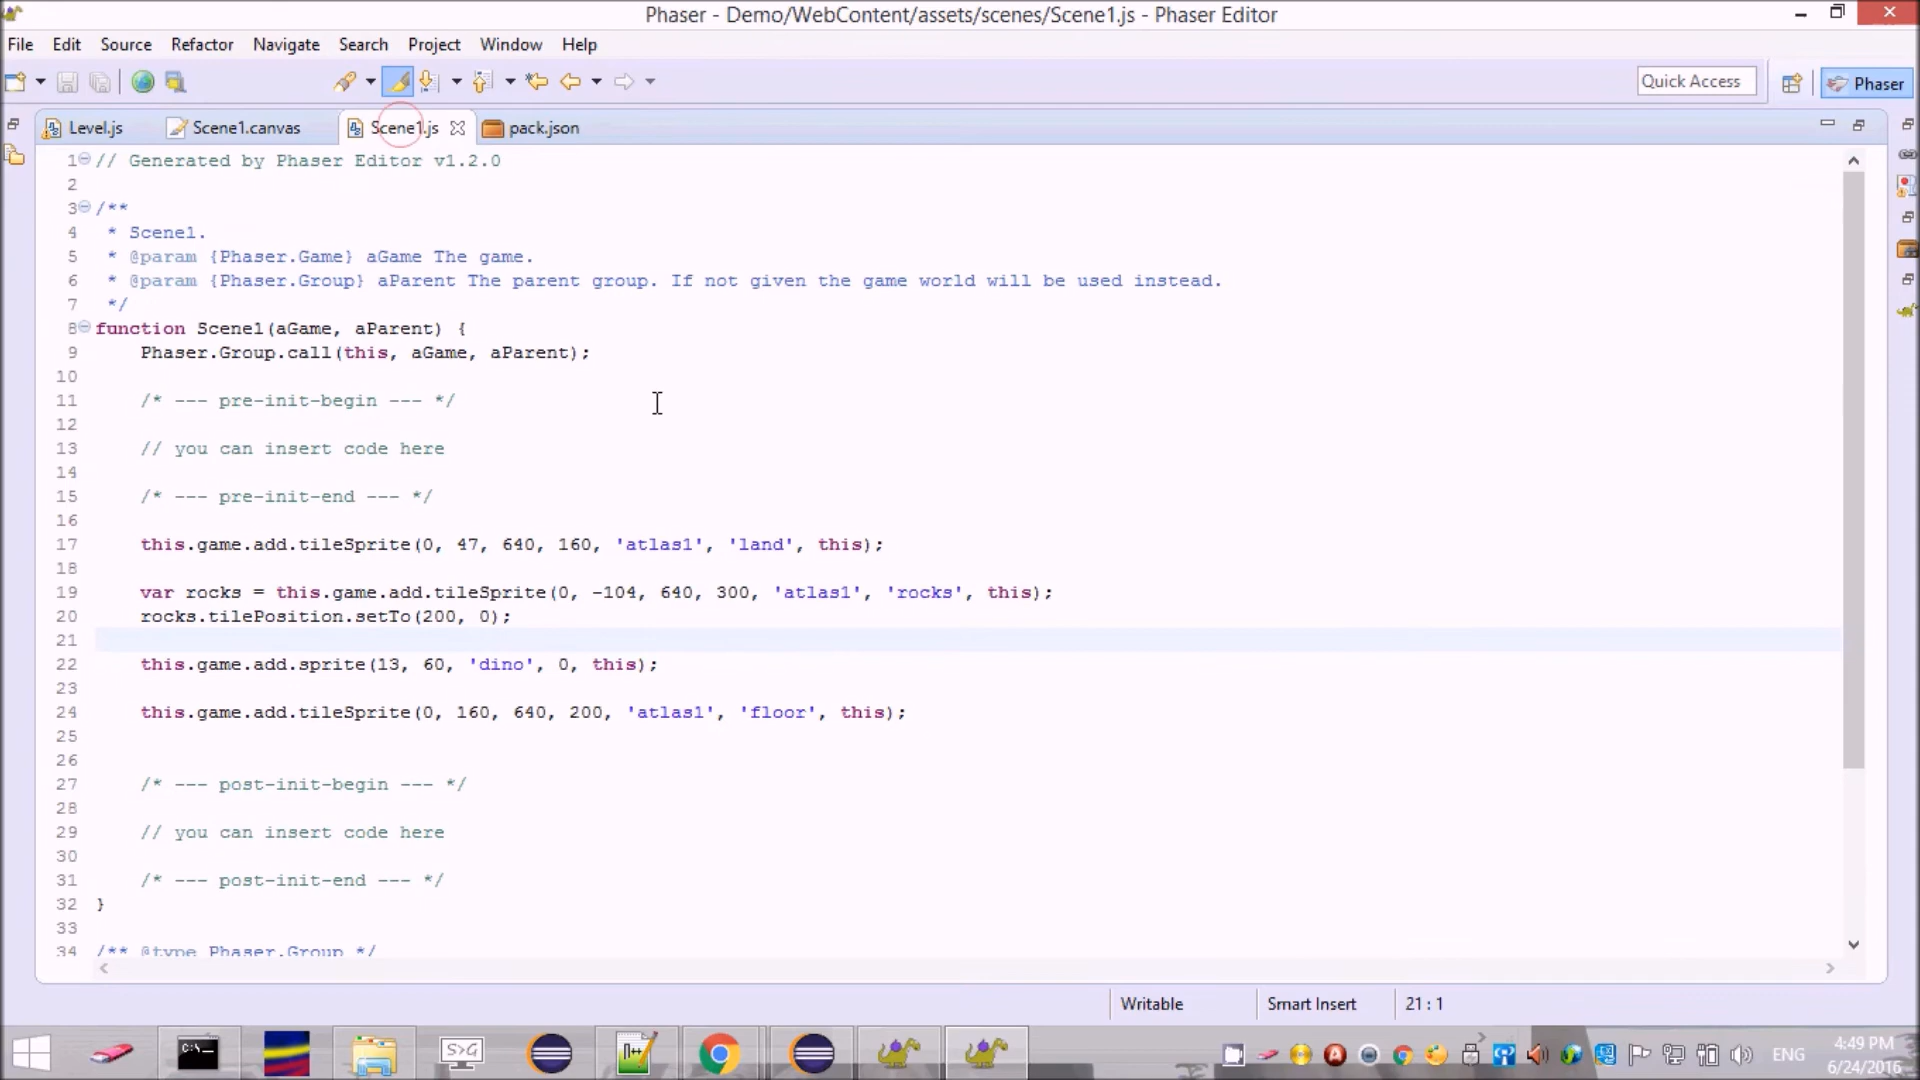 Phaser - Demo/WebContent/assets/scenes/Scene1.js - Phaser Editor
File Edit Source Refactor Navigate Search Project Window Help
Quick Access
Phaser
Level.js Scene1.canvas Scene1.js pack.json
1 // Generated by Phaser Editor v1.2.0
2
3 /**
4 * Scene1.
5 * @param {Phaser.Game} aGame The game.
6 * @param {Phaser.Group} aParent The parent group. If not given the game world will be used instead.
7 */
8 function Scene1(aGame, aParent) {
9 Phaser.Group.call(this, aGame, aParent);
10
11 /* --- pre-init-begin --- */
12
13 // you can insert code here
14
15 /* --- pre-init-end --- */
16
17 this.game.add.tileSprite(0, 47, 640, 160, 'atlas1', 'land', this);
18
19 var rocks = this.game.add.tileSprite(0, -104, 640, 300, 'atlas1', 'rocks', this);
20 rocks.tilePosition.setTo(200, 0);
21
22 this.game.add.sprite(13, 60, 'dino', 0, this);
23
24 this.game.add.tileSprite(0, 160, 640, 200, 'atlas1', 'floor', this);
25
26
27 /* --- post-init-begin --- */
28
29 // you can insert code here
30
31 /* --- post-init-end --- */
32 }
33
34 /** @type Phaser.Group */
Writable Smart Insert 21 : 1
C:\_
S>G
ENG
4:49 PM
6/24/2016